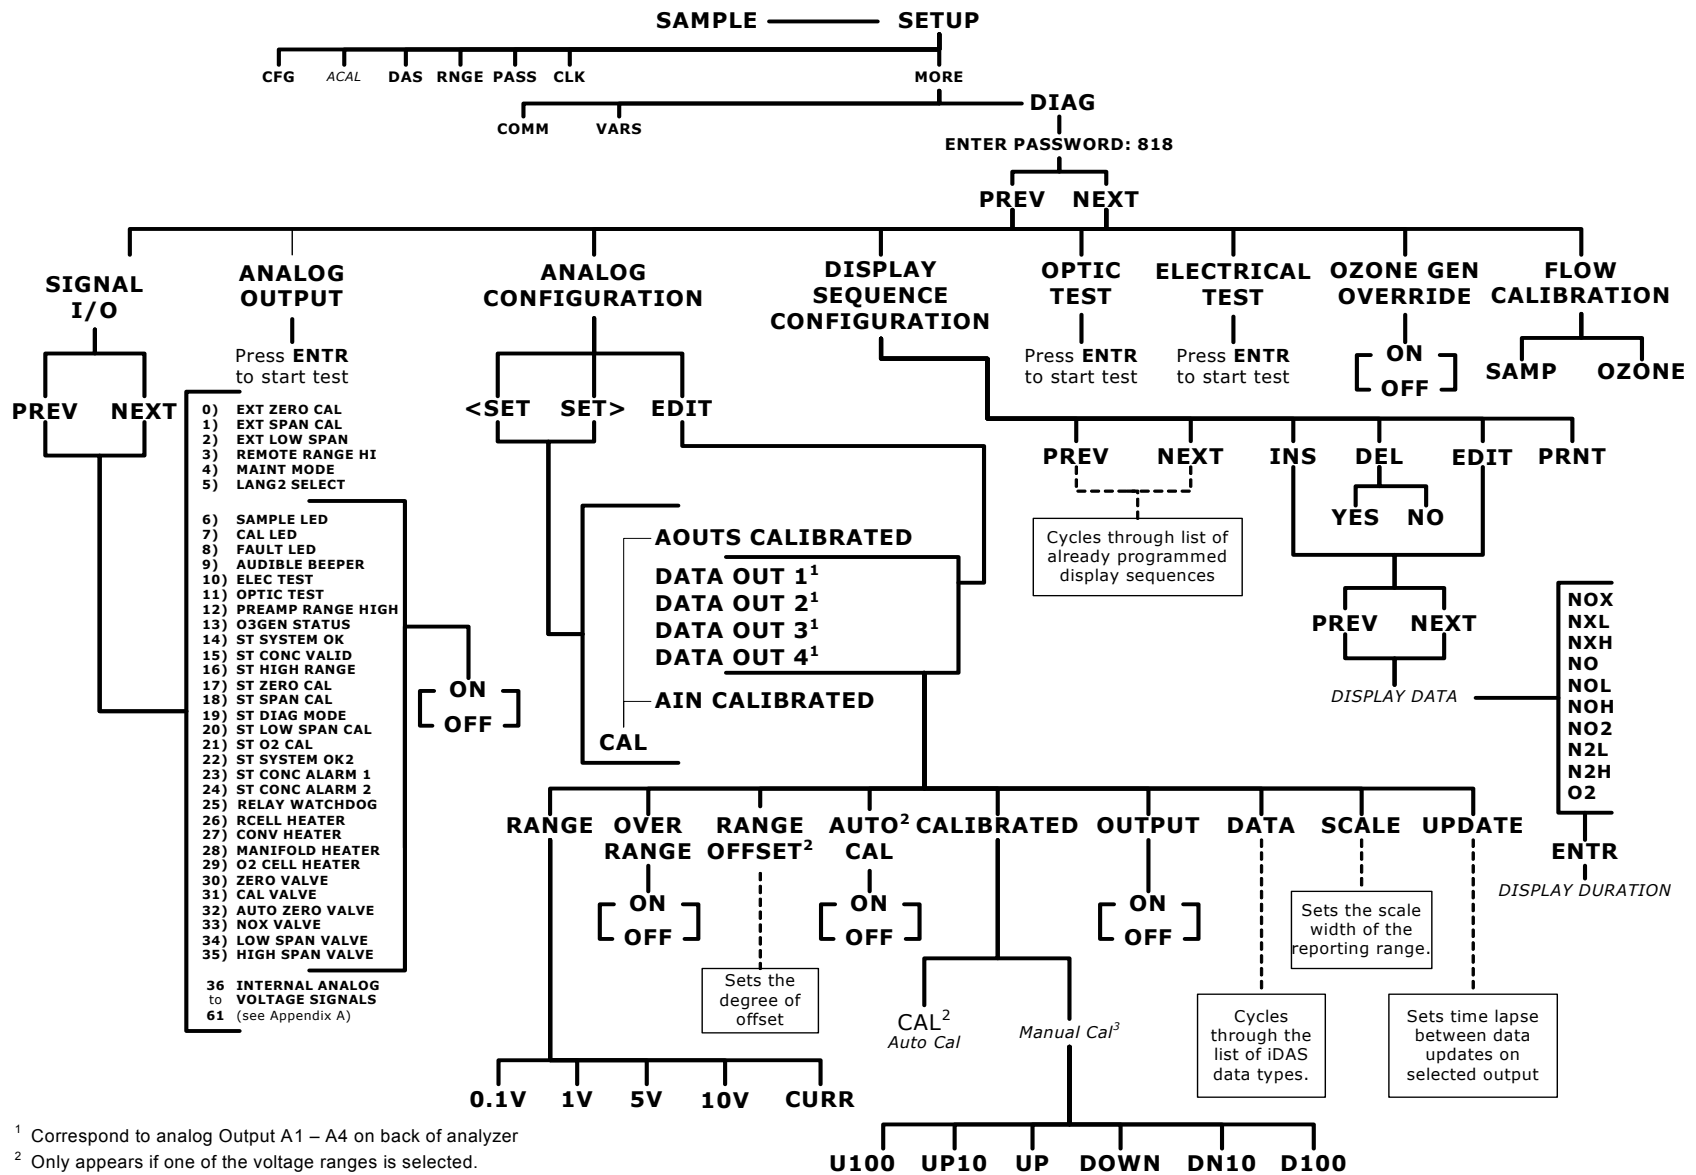 SAMPLE SETUP
CFG ACAL DAS RNGE PASS CLK MORE
COMM VARS DIAG
ENTER PASSWORD: 818
PREV NEXT
SIGNAL
I/O
ANALOG
OUTPUT
ANALOG
CONFIGURATION
DISPLAY
SEQUENCE
CONFIGURATION
OPTIC
TEST
ELECTRICAL
TEST
OZONE GEN
OVERRIDE
FLOW
CALIBRATION
PREV NEXT
Press ENTR
to start test
<SET SET> EDIT
Press ENTR
to start test
Press ENTR
to start test
ON
OFF
SAMP OZONE
0) EXT ZERO CAL
1) EXT SPAN CAL
2) EXT LOW SPAN
3) REMOTE RANGE HI
4) MAINT MODE
5) LANG2 SELECT
6) SAMPLE LED
7) CAL LED
8) FAULT LED
9) AUDIBLE BEEPER
10) ELEC TEST
11) OPTIC TEST
12) PREAMP RANGE HIGH
13) O3GEN STATUS
14) ST SYSTEM OK
15) ST CONC VALID
16) ST HIGH RANGE
17) ST ZERO CAL
18) ST SPAN CAL
19) ST DIAG MODE
20) ST LOW SPAN CAL
21) ST O2 CAL
22) ST SYSTEM OK2
23) ST CONC ALARM 1
24) ST CONC ALARM 2
25) RELAY WATCHDOG
26) RCELL HEATER
27) CONV HEATER
28) MANIFOLD HEATER
29) O2 CELL HEATER
30) ZERO VALVE
31) CAL VALVE
32) AUTO ZERO VALVE
33) NOX VALVE
34) LOW SPAN VALVE
35) HIGH SPAN VALVE
36 INTERNAL ANALOG
to VOLTAGE SIGNALS
61 (see Appendix A)
ON
OFF
AOUTS CALIBRATED
DATA OUT 1¹
DATA OUT 2¹
DATA OUT 3¹
DATA OUT 4¹
AIN CALIBRATED
CAL
PREV NEXT INS DEL EDIT PRNT
YES NO
Cycles through list of
already programmed
display sequences
PREV NEXT
DISPLAY DATA
NOX
NXL
NXH
NO
NOL
NOH
NO2
N2L
N2H
O2
ENTR
DISPLAY DURATION
RANGE
OVER
RANGE
RANGE
OFFSET²
AUTO²
CAL
CALIBRATED
OUTPUT
DATA
SCALE
UPDATE
ON
OFF
ON
OFF
ON
OFF
Sets the scale
width of the
reporting range.
Sets the
degree of
offset
CAL²
Auto Cal
Manual Cal³
Cycles
through the
list of iDAS
data types.
Sets time lapse
between data
updates on
selected output
0.1V 1V 5V 10V CURR
U100 UP10 UP DOWN DN10 D100
¹ Correspond to analog Output A1 – A4 on back of analyzer
² Only appears if one of the voltage ranges is selected.